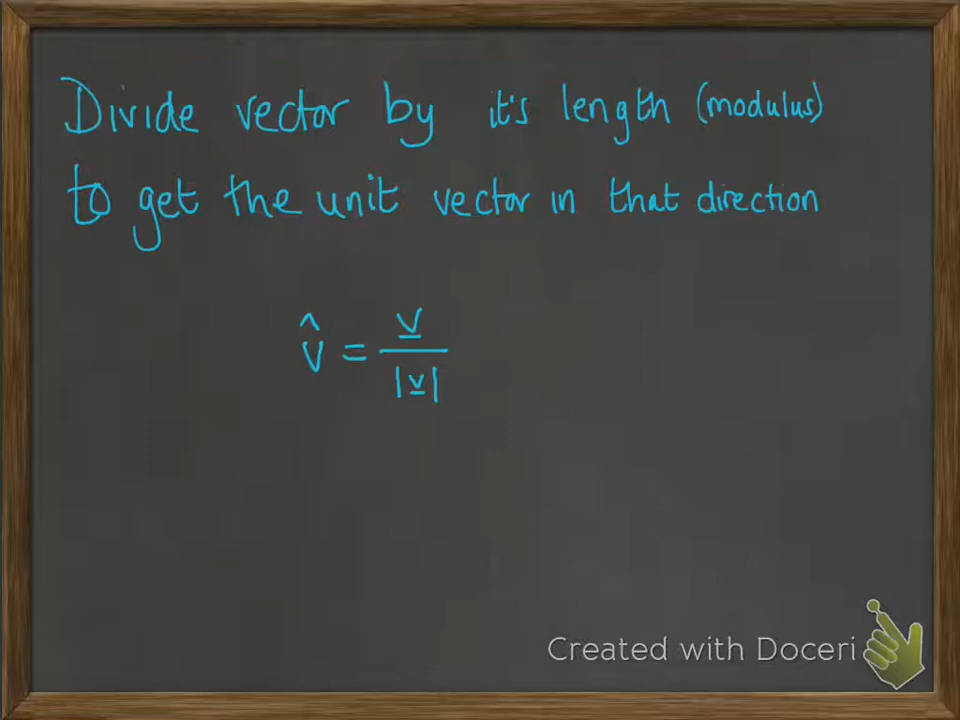 Divide vector by it's length (modulus)
to get the unit vector in that direction
v̂ = v̲ / |v̲|
Created with Doceri